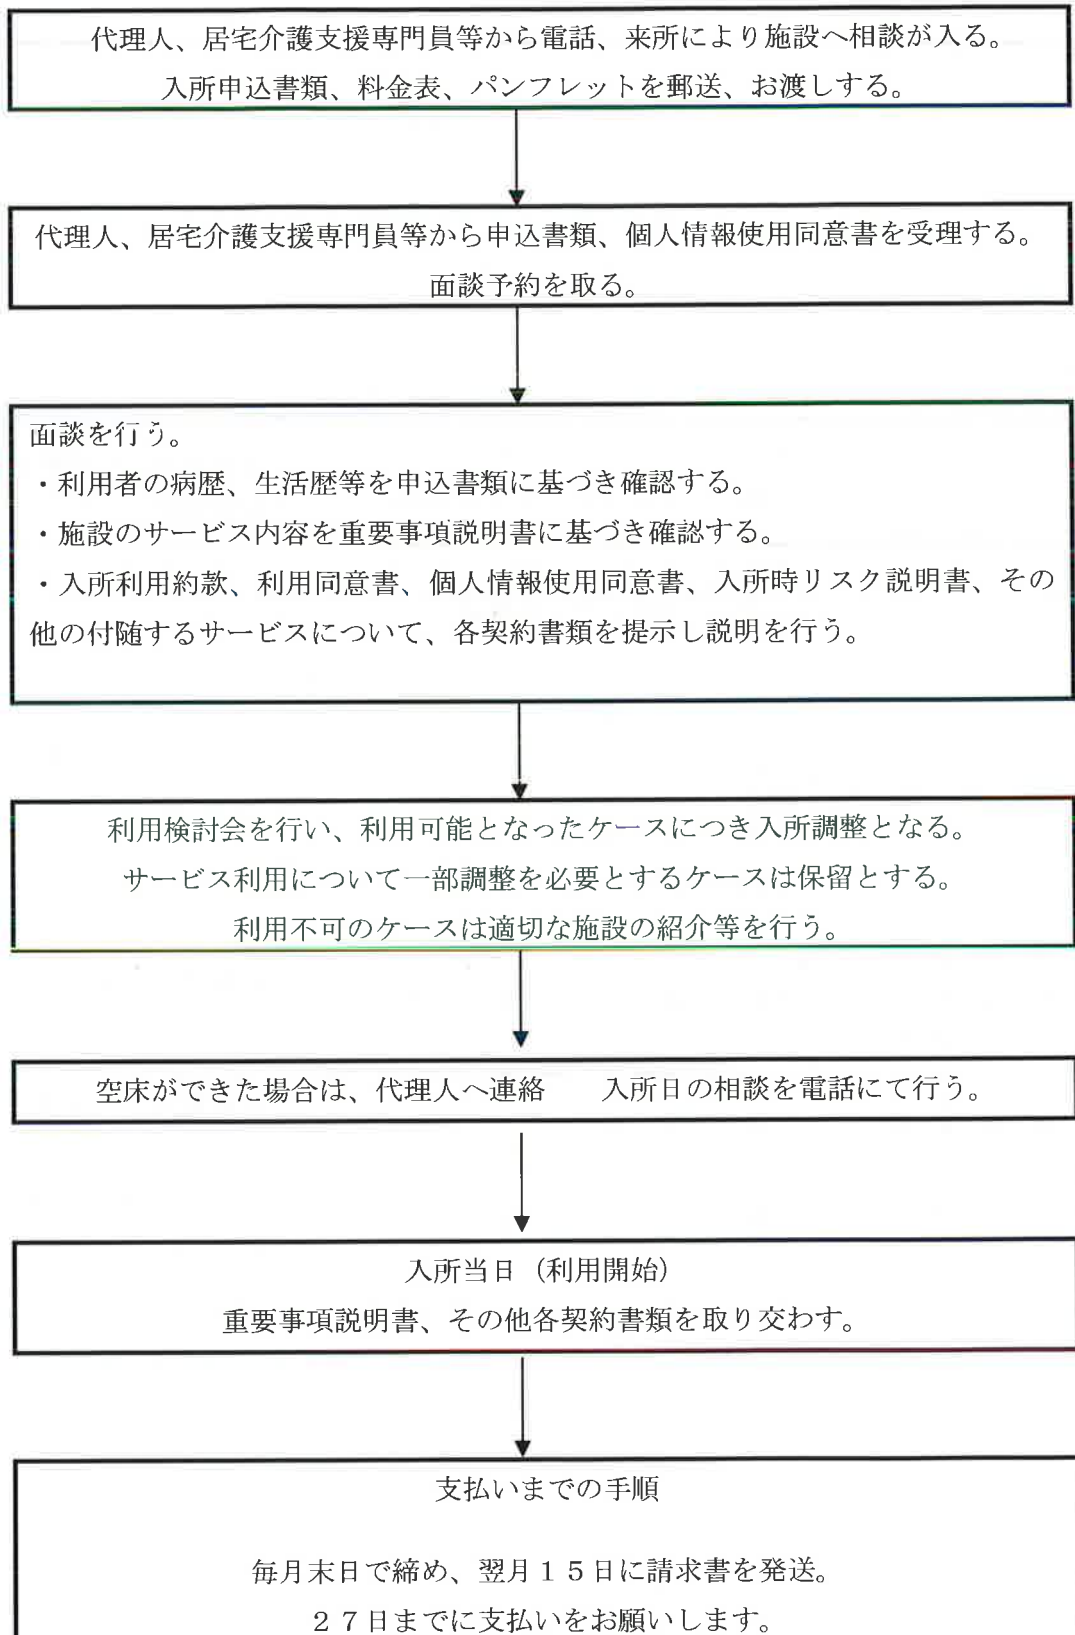 代理人、居宅介護支援専門員等から電話、来所により施設へ相談が入る。
入所申込書類、料金表、パンフレットを郵送、お渡しする。
代理人、居宅介護支援専門員等から申込書類、個人情報使用同意書を受理する。
面談予約を取る。
面談を行う。
・利用者の病歴、生活歴等を申込書類に基づき確認する。
・施設のサービス内容を重要事項説明書に基づき確認する。
・入所利用約款、利用同意書、個人情報使用同意書、入所時リスク説明書、その
他の付随するサービスについて、各契約書類を提示し説明を行う。
利用検討会を行い、利用可能となったケースにつき入所調整となる。
サービス利用について一部調整を必要とするケースは保留とする。
利用不可のケースは適切な施設の紹介等を行う。
空床ができた場合は、代理人へ連絡　　入所日の相談を電話にて行う。
入所当日（利用開始）
重要事項説明書、その他各契約書類を取り交わす。
支払いまでの手順
毎月末日で締め、翌月１５日に請求書を発送。
２７日までに支払いをお願いします。